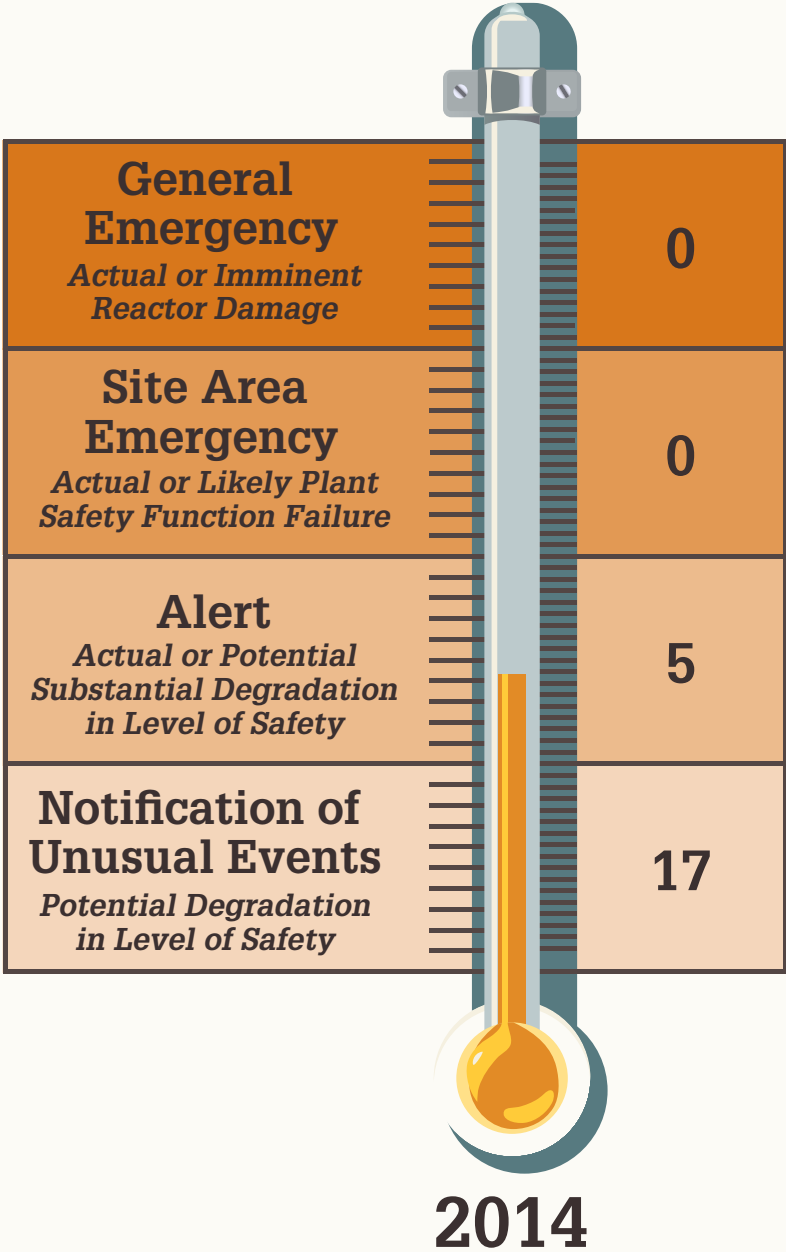 General
Emergency
Actual or Imminent
Reactor Damage
0
Site Area
Emergency
Actual or Likely Plant
Safety Function Failure
0
Alert
Actual or Potential
Substantial Degradation
in Level of Safety
5
Notification of
Unusual Events
Potential Degradation
in Level of Safety
17
2014